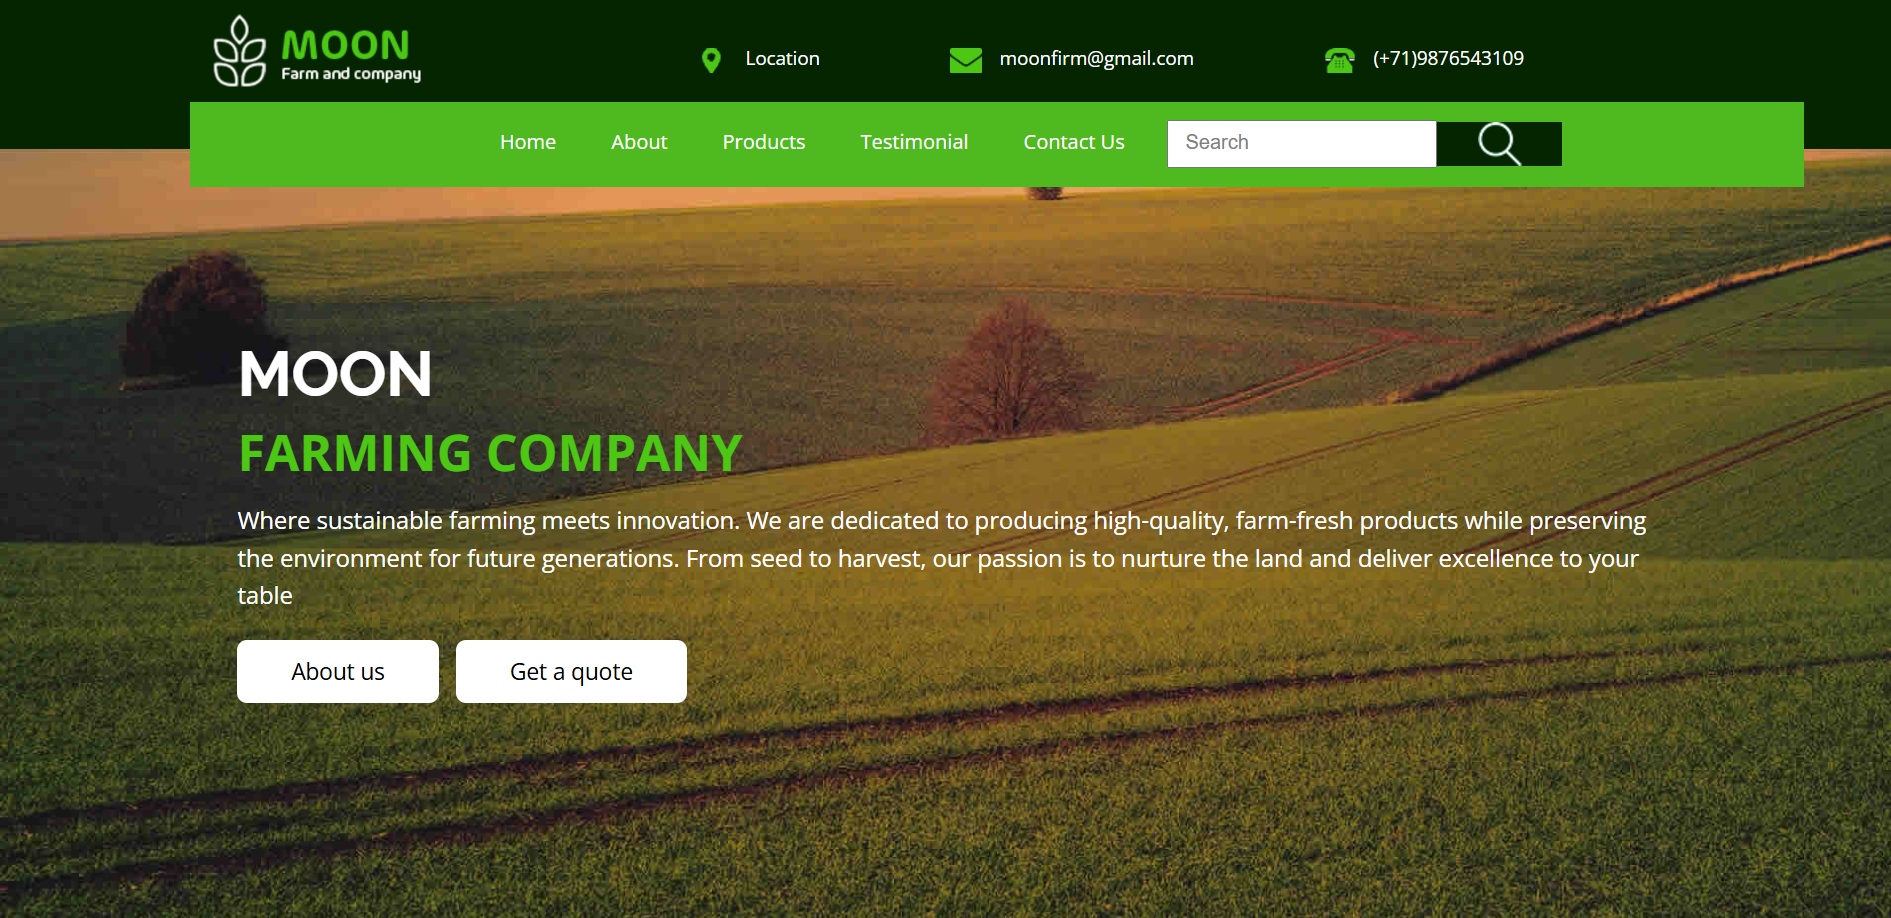 MOON
Farm and company
Location
moonfirm@gmail.com
(+71)9876543109
Home
About
Products
Testimonial
Contact Us
Search
MOON
FARMING COMPANY
Where sustainable farming meets innovation. We are dedicated to producing high-quality, farm-fresh products while preserving
the environment for future generations. From seed to harvest, our passion is to nurture the land and deliver excellence to your
table
About us
Get a quote